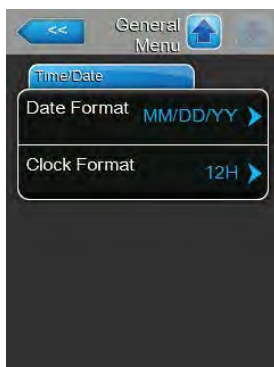 <<
General
Menu
Time/Date
Date Format MM/DD/YY
Clock Format 12H